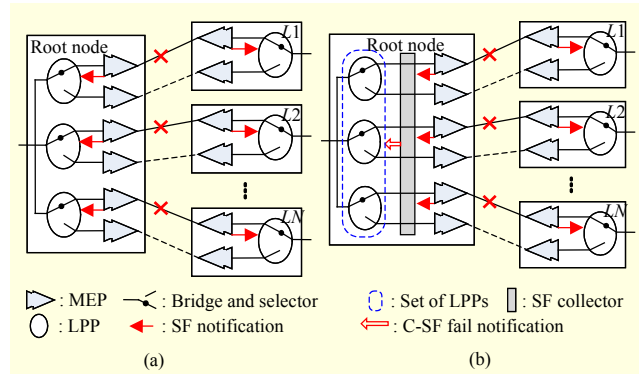 Root node
L1
L2
LN
Root node
L1
L2
LN
: MEP
: Bridge and selector
: LPP
: SF notification
: Set of LPPs
: SF collector
: C-SF fail notification
(a)
(b)